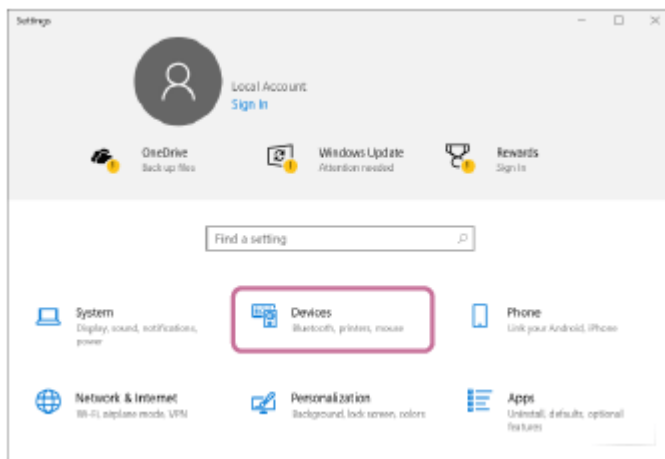 Settings
Local Account
Sign In
OneDrive
Back up files
Windows Update
Attention needed
Rewards
Sign In
Find a setting
System
Display, sound, notifications,
power
Devices
Bluetooth, printers, mouse
Phone
Link your Android, iPhone
Network & Internet
Wi-Fi, airplane mode, VPN
Personalization
Background, lock screen, colors
Apps
Uninstall, defaults, optional
features